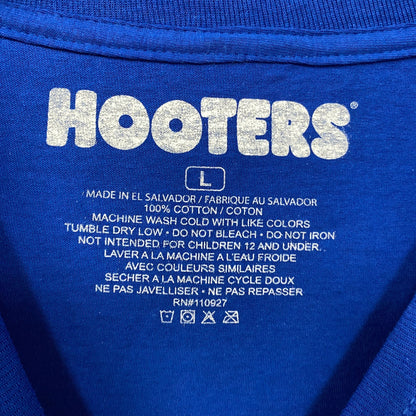 HOOTERS®
L
MADE IN EL SALVADOR / FABRIQUE AU SALVADOR
100% COTTON / COTON
MACHINE WASH COLD WITH LIKE COLORS
TUMBLE DRY LOW • DO NOT BLEACH • DO NOT IRON
NOT INTENDED FOR CHILDREN 12 AND UNDER.
LAVER A LA MACHINE A L'EAU FROIDE
AVEC COULEURS SIMILAIRES
SECHER A LA MACHINE CYCLE DOUX
NE PAS JAVELLISER • NE PAS REPASSER
RN#110927